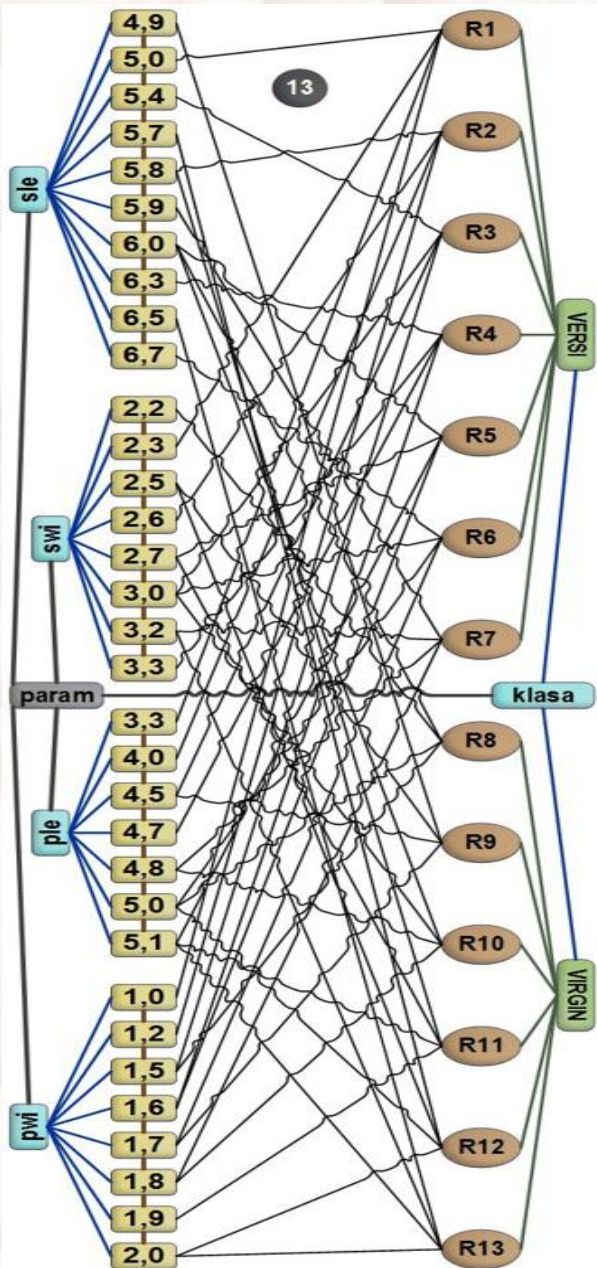 4,9
5,0
5,4
5,7
5,8
5,9
6,0
6,3
6,5
6,7
sle
2,2
2,3
2,5
2,6
2,7
3,0
3,2
3,3
swi
param
3,3
4,0
4,5
4,7
4,8
5,0
5,1
ple
1,0
1,2
1,5
1,6
1,7
1,8
1,9
2,0
pwi
13
R1
R2
R3
R4
R5
R6
R7
VERSI
klasa
R8
R9
R10
R11
R12
R13
VIRGIN